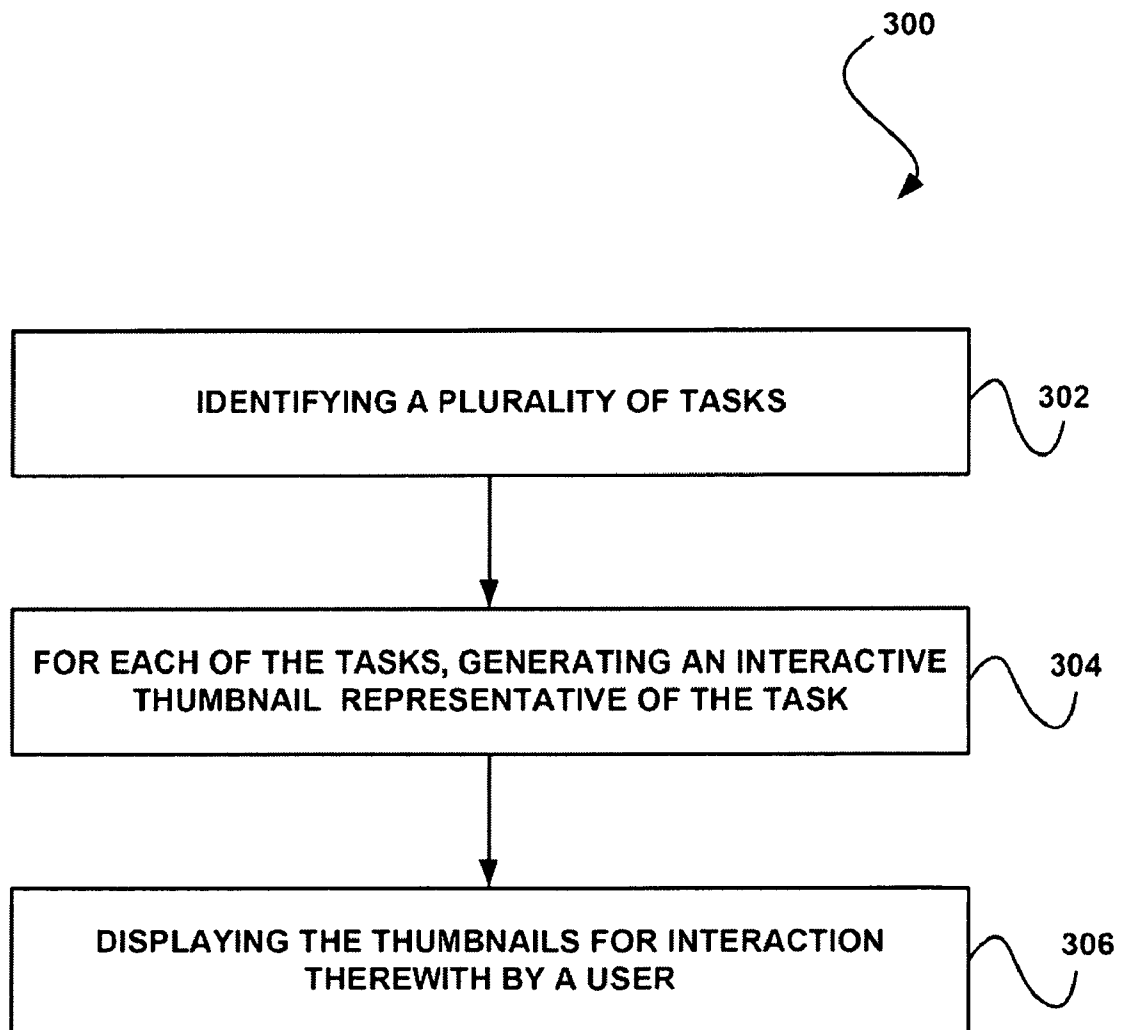 300
IDENTIFYING A PLURALITY OF TASKS
302
FOR EACH OF THE TASKS, GENERATING AN INTERACTIVE
THUMBNAIL REPRESENTATIVE OF THE TASK
304
DISPLAYING THE THUMBNAILS FOR INTERACTION
THEREWITH BY A USER
306